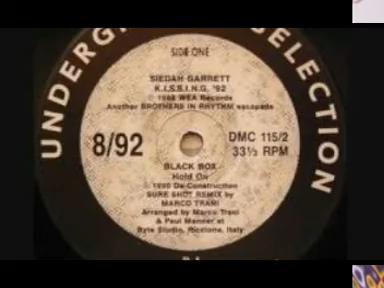 UNDERGR
SELECTION
SIDE ONE
SIEDAH GARRETT
K.I.S.S.I.N.G. '92
© 1988 WEA Records
Another BROTHERS IN RHYTHM escapade
8/92
DMC 115/2
33⅓ RPM
BLACK BOX
Hold On
1990 De-Construction
SURE SHOT REMIX by
MARCO TRANI
Arranged by Marco Trani
& Paul Manner at
Byte Studio, Riccione, Italy